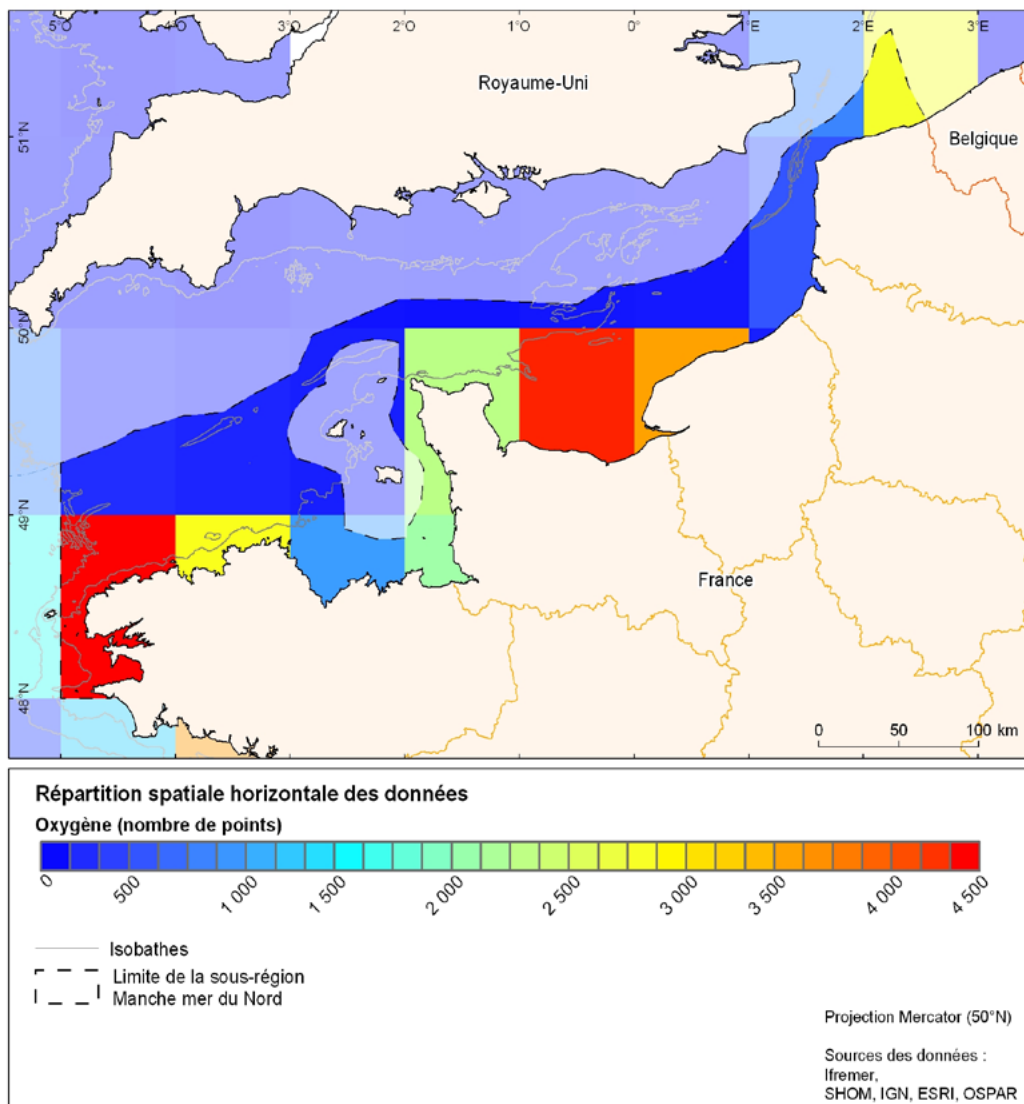 5°O 4°O 3°O 2°O 1°O 0° 1°E 2°E 3°E
Royaume-Uni
51°N
Belgique
50°N
49°N
France
48°N
0 50 100 km
Répartition spatiale horizontale des données
Oxygène (nombre de points)
0 500 1 000 1 500 2 000 2 500 3 000 3 500 4 000 4 500
Isobathes
Limite de la sous-région
Manche mer du Nord
Projection Mercator (50°N)
Sources des données :
Ifremer,
SHOM, IGN, ESRI, OSPAR